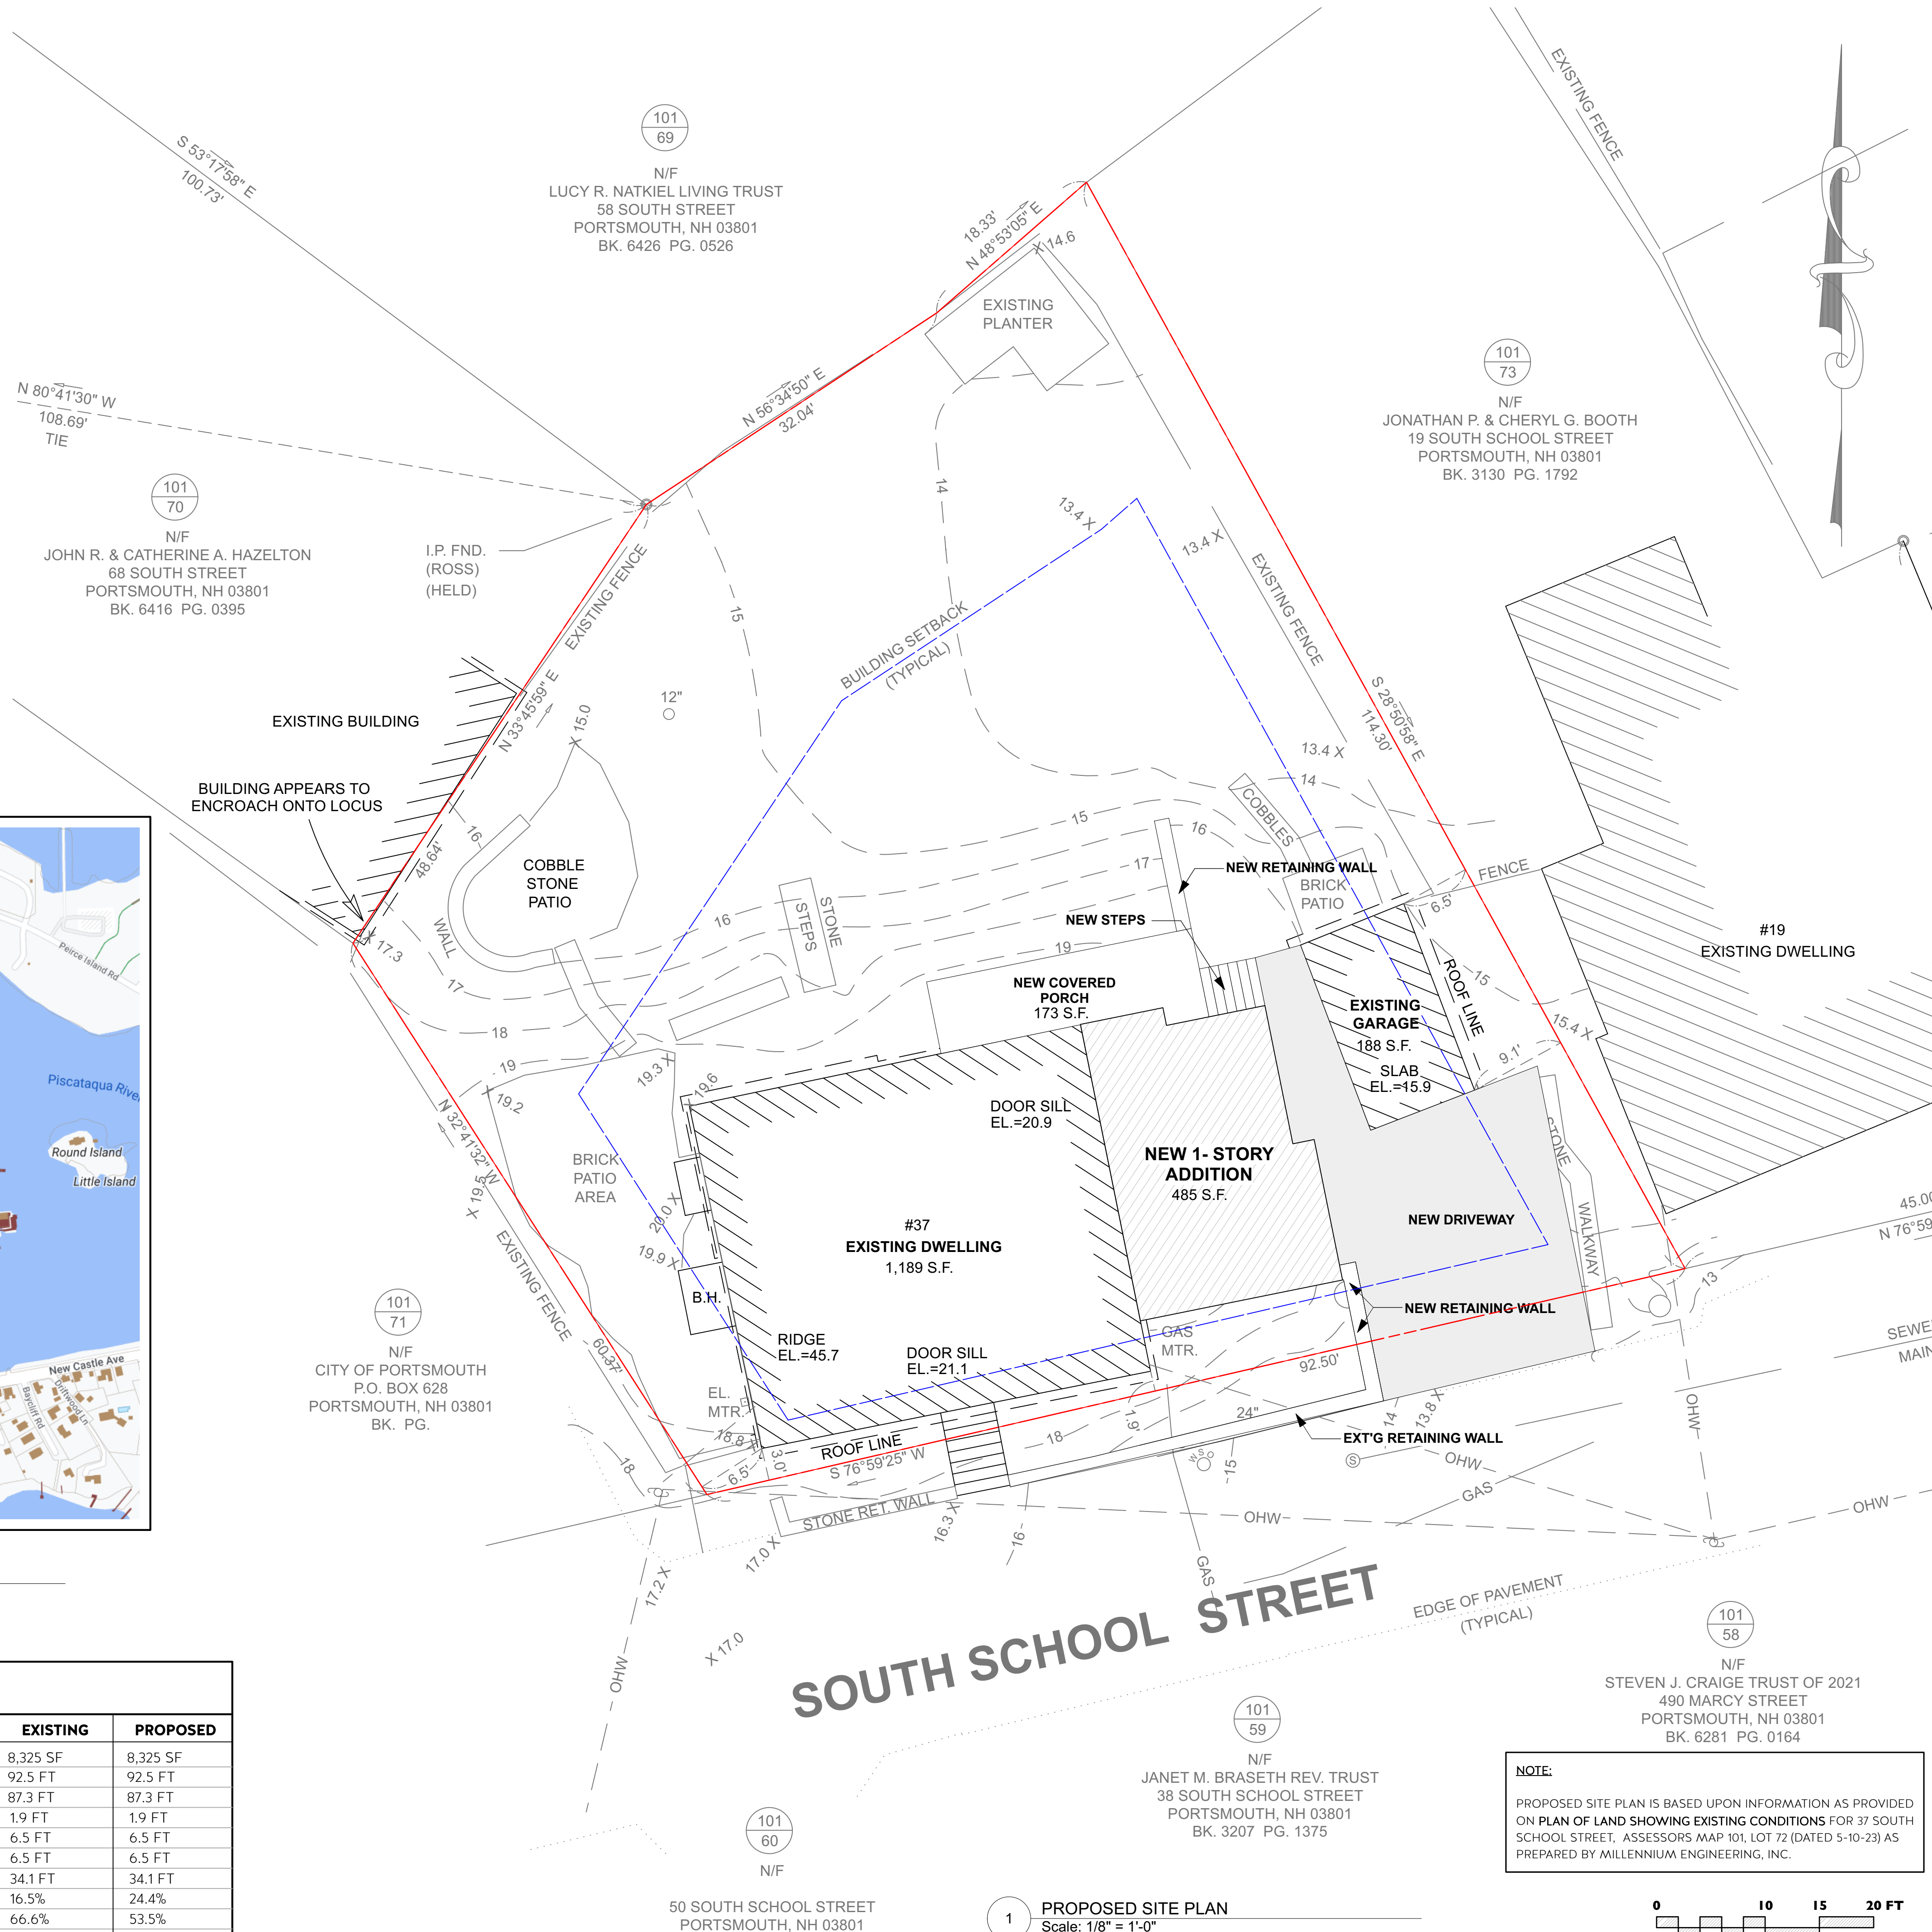 EXISTING FENCE
S 53°17'58" E
100.73'
101
69
N/F
LUCY R. NATKIEL LIVING TRUST
58 SOUTH STREET
PORTSMOUTH, NH 03801
BK. 6426 PG. 0526
18.33'
N 48°53'05" E
X 14.6
EXISTING
PLANTER
101
73
N/F
JONATHAN P. & CHERYL G. BOOTH
19 SOUTH SCHOOL STREET
PORTSMOUTH, NH 03801
BK. 3130 PG. 1792
N 80°41'30" W
108.69'
TIE
N 56°34'50" E
32.04'
101
70
N/F
JOHN R. & CATHERINE A. HAZELTON
68 SOUTH STREET
PORTSMOUTH, NH 03801
BK. 6416 PG. 0395
I.P. FND.
(ROSS)
(HELD)
EXISTING FENCE
14
13.4 X
13.4 X
EXISTING FENCE
15
BUILDING SETBACK
(TYPICAL)
12"
N 33°45'59" E
X 15.0
EXISTING BUILDING
S 28°50'58" E
114.30'
13.4 X
14
BUILDING APPEARS TO
ENCROACH ONTO LOCUS
16
48.64'
COBBLE
STONE
PATIO
COBBLES
15
16
17
NEW RETAINING WALL
BRICK
PATIO
FENCE
6.5'
WALL
17.3
16
STONE
STEPS
NEW STEPS
19
#19
EXISTING DWELLING
Peirce Island Rd
17
18
NEW COVERED
PORCH
173 S.F.
EXISTING
GARAGE
188 S.F.
SLAB
EL.=15.9
ROOF LINE
15
15.4 X
9.1'
19
X 19.2
19.3 X
19.6
Piscataqua River
Round Island
Little Island
N 32°41'32" W
X 19.5
DOOR SILL
EL.=20.9
BRICK
PATIO
AREA
NEW 1- STORY
ADDITION
485 S.F.
STONE
WALKWAY
20.0 X
19.9 X
#37
EXISTING DWELLING
1,189 S.F.
NEW DRIVEWAY
45.00
N 76°59
EXISTING FENCE
B.H.
13
101
71
N/F
CITY OF PORTSMOUTH
P.O. BOX 628
PORTSMOUTH, NH 03801
BK. PG.
NEW RETAINING WALL
60.37'
RIDGE
EL.=45.7
DOOR SILL
EL.=21.1
GAS
MTR.
92.50'
SEWE
MAIN
New Castle Ave
Baycliff Rd
Driftwood Ln
EL.
MTR.
18.8 X
ROOF LINE
3.0'
6.5'
S 76°59'25" W
18
18
1.9'
24"
14
13.8 X
EXT'G RETAINING WALL
OHW
W.S.O
15
S
OHW
GAS
STONE RET. WALL
16.3 X
16
OHW
OHW
17.0 X
17.2 X
GAS
SOUTH SCHOOL STREET
EDGE OF PAVEMENT
(TYPICAL)
X 17.0
OHW
101
58
N/F
STEVEN J. CRAIGE TRUST OF 2021
490 MARCY STREET
PORTSMOUTH, NH 03801
BK. 6281 PG. 0164
101
59
N/F
JANET M. BRASETH REV. TRUST
38 SOUTH SCHOOL STREET
PORTSMOUTH, NH 03801
BK. 3207 PG. 1375
EXISTING PROPOSED
8,325 SF 8,325 SF
92.5 FT 92.5 FT
87.3 FT 87.3 FT
1.9 FT 1.9 FT
6.5 FT 6.5 FT
6.5 FT 6.5 FT
34.1 FT 34.1 FT
16.5% 24.4%
66.6% 53.5%
101
60
N/F
50 SOUTH SCHOOL STREET
PORTSMOUTH, NH 03801
NOTE:
PROPOSED SITE PLAN IS BASED UPON INFORMATION AS PROVIDED
ON PLAN OF LAND SHOWING EXISTING CONDITIONS FOR 37 SOUTH
SCHOOL STREET, ASSESSORS MAP 101, LOT 72 (DATED 5-10-23) AS
PREPARED BY MILLENNIUM ENGINEERING, INC.
1
PROPOSED SITE PLAN
Scale: 1/8" = 1'-0"
0 10 15 20 FT